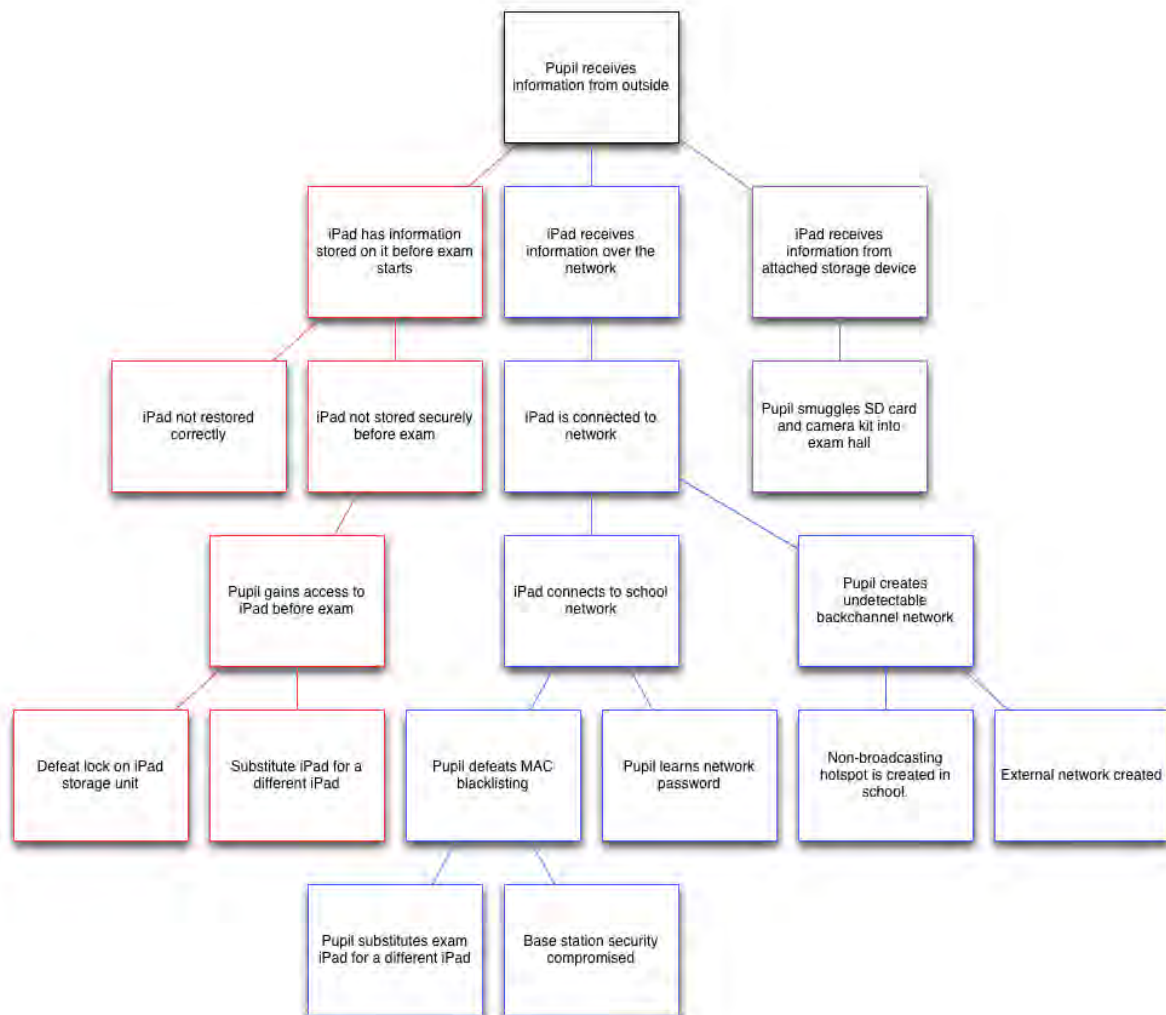 Pupil receives
information from outside
iPad has information
stored on it before exam
starts
iPad receives
information over the
network
iPad receives
information from
attached storage device
iPad not restored
correctly
iPad not stored securely
before exam
iPad is connected to
network
Pupil smuggles SD card
and camera kit into
exam hall
Pupil gains access to
iPad before exam
iPad connects to school
network
Pupil creates
undetectable
backchannel network
Defeat lock on iPad
storage unit
Substitute iPad for a
different iPad
Pupil defeats MAC
blacklisting
Pupil learns network
password
Non-broadcasting
hotspot is created in
school.
External network created
Pupil substitutes exam
iPad for a different iPad
Base station security
compromised